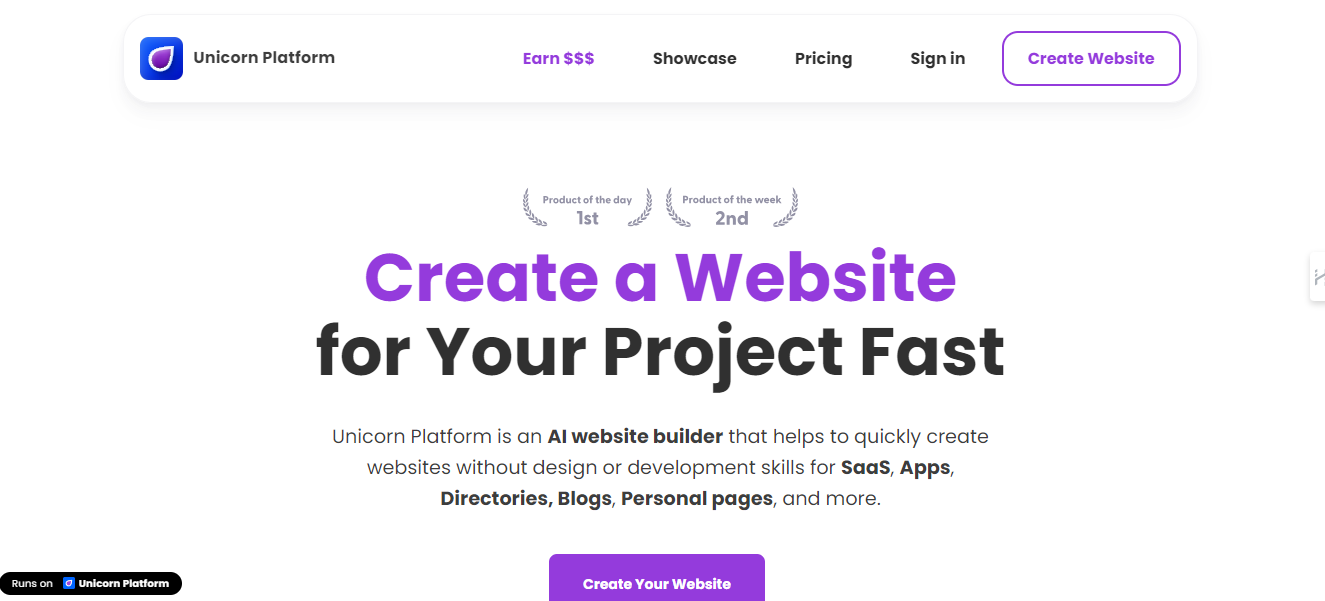 Unicorn Platform
Earn $$$
Showcase
Pricing
Sign in
Create Website
Product of the day
1st
Product of the week
2nd
Create a Website
for Your Project Fast
Unicorn Platform is an AI website builder that helps to quickly create
websites without design or development skills for SaaS, Apps,
Directories, Blogs, Personal pages, and more.
Create Your Website
Runs on Unicorn Platform